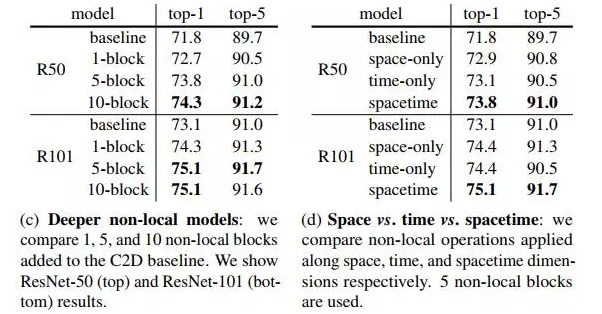 model top-1 top-5
baseline 71.8 89.7
1-block 72.7 90.5
R50
5-block 73.8 91.0
10-block 74.3 91.2
baseline 73.1 91.0
1-block 74.3 91.3
R101
5-block 75.1 91.7
10-block 75.1 91.6
(c) Deeper non-local models: we
compare 1, 5, and 10 non-local blocks
added to the C2D baseline. We show
ResNet-50 (top) and ResNet-101 (bot-
tom) results.
model top-1 top-5
baseline 71.8 89.7
space-only 72.9 90.8
R50
time-only 73.1 90.5
spacetime 73.8 91.0
baseline 73.1 91.0
space-only 74.4 91.3
R101
time-only 74.4 90.5
spacetime 75.1 91.7
(d) Space vs. time vs. spacetime: we
compare non-local operations applied
along space, time, and spacetime dimen-
sions respectively. 5 non-local blocks
are used.